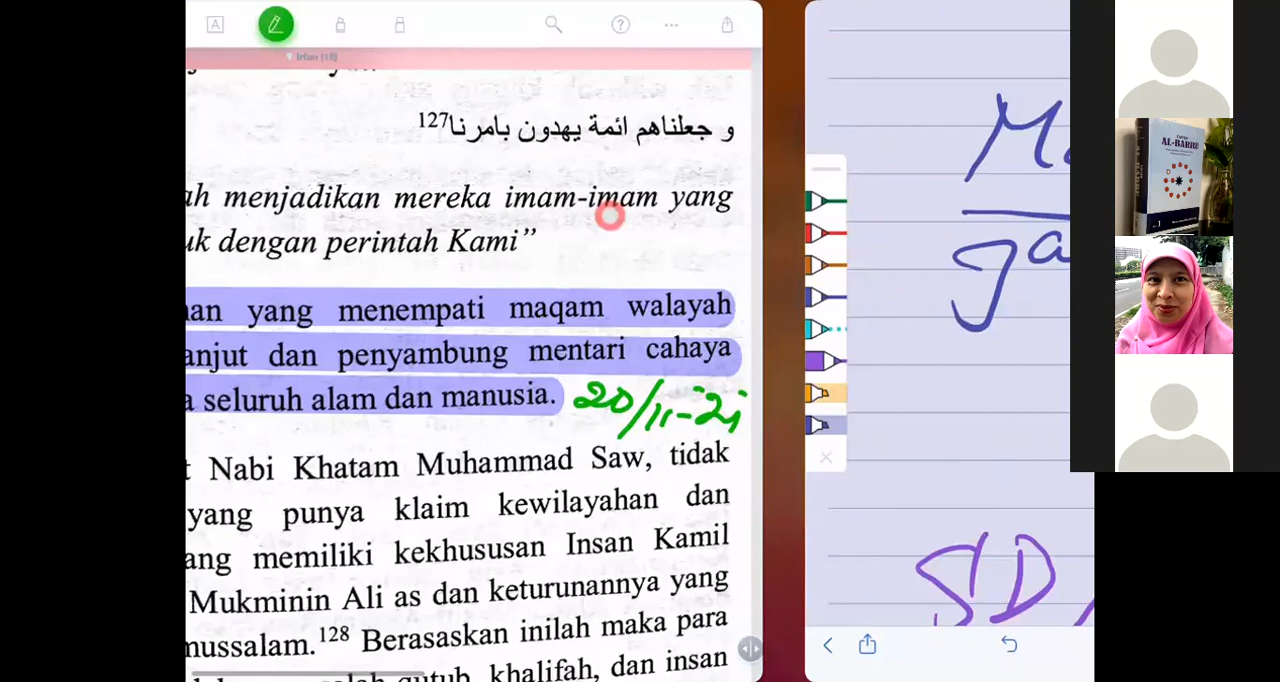 A
Irfan [18]
و جعلناهم ائمة يهدون بامرنا127
ah menjadikan mereka imam-imam yang
uk dengan perintah Kami”
an yang menempati maqam walayah
anjut dan penyambung mentari cahaya
a seluruh alam dan manusia. 20/11-21
t Nabi Khatam Muhammad Saw, tidak
yang punya klaim kewilayahan dan
ang memiliki kekhususan Insan Kamil
Mukminin Ali as dan keturunannya yang
mussalam.128 Berasaskan inilah maka para
qutub, khalifah, dan insan
Ma
Ja
SD
AL-BARRU